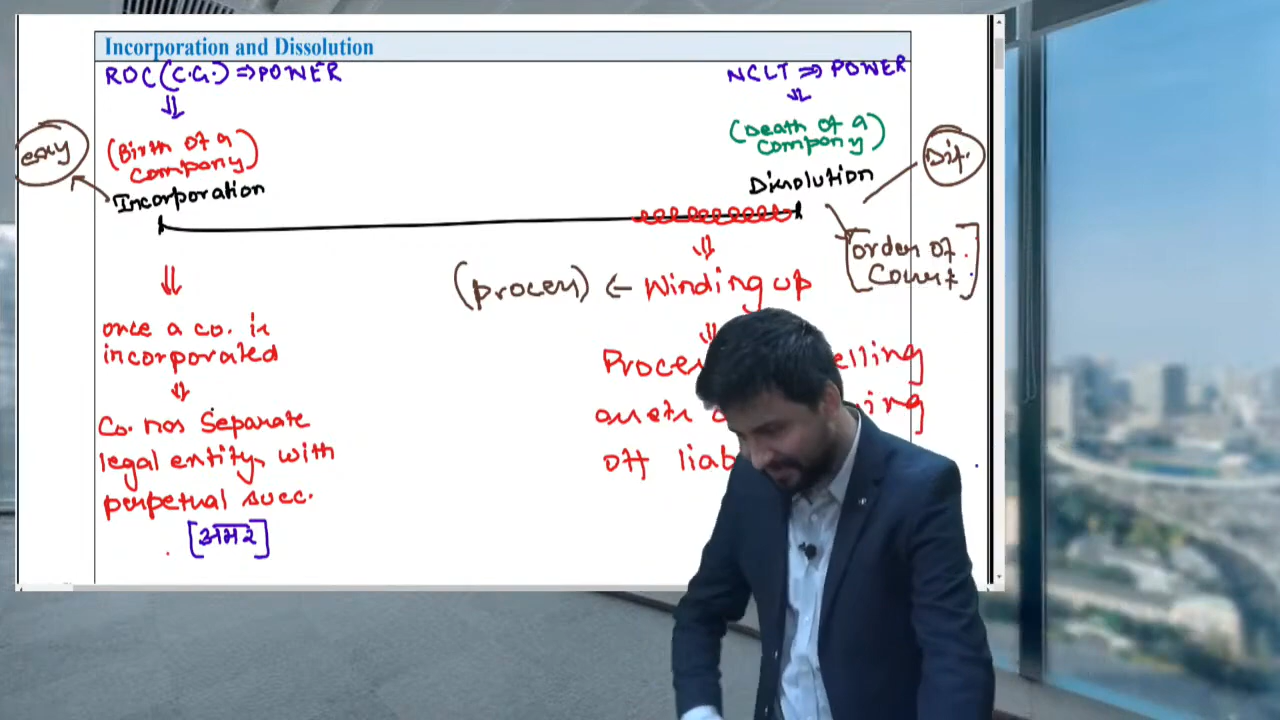 Incorporation and Dissolution
ROC (C.G.) ⇒ POWER
NCLT ⇒ POWER
(Birth of a
company)
(Death of a
company)
easy
Incorporation
Dissolution
Dif.
[order of
Court]
(process) ← Winding up
once a co. is
incorporated
Process elling
assets ing
off liab
Co. has Separate
legal entity with
perpetual succ.
[अमर]